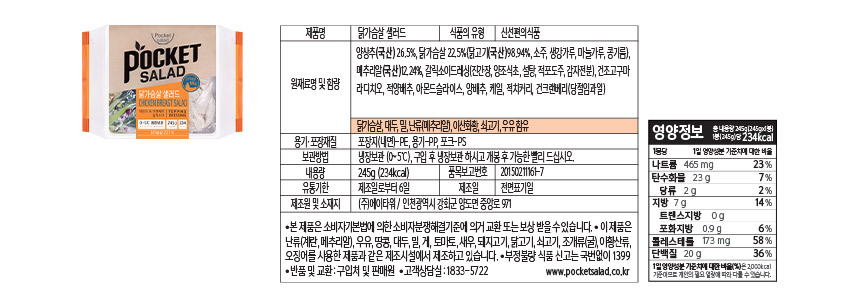 Pocket
SALAD
POCKET
SALAD
닭가슴살 샐러드
CHICKEN BREAST SALAD
0~5℃ 냉장보관 245g 234
제품명 닭가슴살 샐러드 식품의 유형 신선편의식품
원재료명 및 함량
양상추(국산) 26.5%, 닭가슴살 22.5%(닭고기(국산)98.94%, 소주, 생강가루, 마늘가루, 콩기름),
메추리알(국산)12.24%, 갈릭소이드레싱(진간장, 양조식초, 설탕, 적포도주, 감자전분), 건조고구마
라디치오, 적양배추, 아몬드슬라이스, 양배추, 케일, 적치커리, 건크랜베리(당절임과일)
닭가슴살, 대두, 밀, 난류(메추리알), 이산화황, 쇠고기, 우유 함유
용기·포장재질 포장지(내면)-PE, 용기-PP, 포크-PS
보관방법 냉장보관 (0~5℃), 구입 후 냉장보관 하시고 개봉 후 가능한 빨리 드십시오.
내용량 245g (234kcal) 품목보고번호 20150211161-7
유통기한 제조일로부터 6일 제조일 전면표기일
제조원 및 소재지 (주)에이타워 / 인천광역시 강화군 양도면 중앙로 971
•본 제품은 소비자기본법에 의한 소비자분쟁해결기준에 의거 교환 또는 보상 받을 수 있습니다. • 이 제품은
난류(계란, 메추리알), 우유, 땅콩, 대두, 밀, 게, 토마토, 새우, 돼지고기, 닭고기, 쇠고기, 조개류(굴), 아황산류,
오징어를 사용한 제품과 같은 제조시설에서 제조하고 있습니다. •부정불량 식품 신고는 국번없이 1399
•반품 및 교환 : 구입처 및 판매원 •고객상담실 : 1833-5722 www.pocketsalad.co.kr
영양정보 총 내용량 245g(245gx1봉)
1봉(245g)당 234kcal
1봉당 1일 영양성분 기준치에 대한 비율
나트륨 465 mg 23%
탄수화물 23 g 7%
당류 2 g 2%
지방 7 g 14%
트랜스지방 0 g
포화지방 0.9 g 6%
콜레스테롤 173 mg 58%
단백질 20 g 36%
1일 영양성분 기준치에 대한 비율(%)은 2,000kcal
기준이므로 개인의 필요 열량에 따라 다를 수 있습니다.